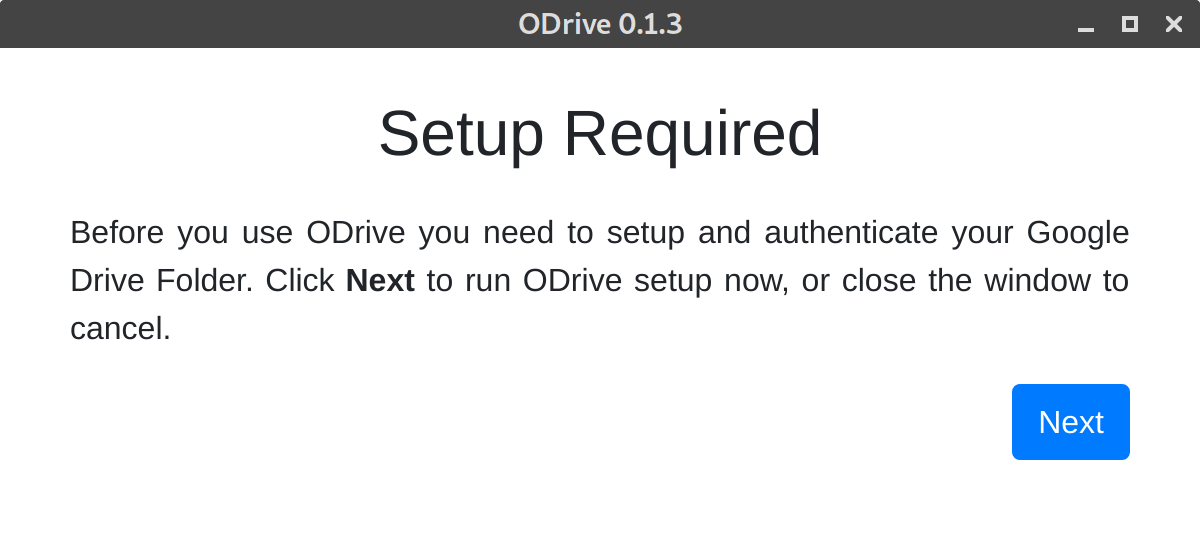 ODrive 0.1.3
Setup Required
Before you use ODrive you need to setup and authenticate your Google
Drive Folder. Click Next to run ODrive setup now, or close the window to
cancel.
Next